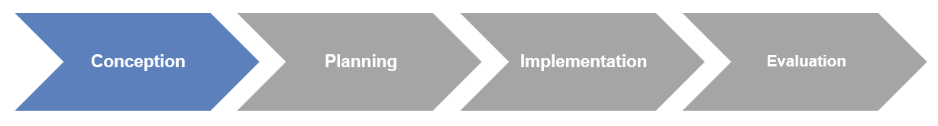 Conception
Planning
Implementation
Evaluation